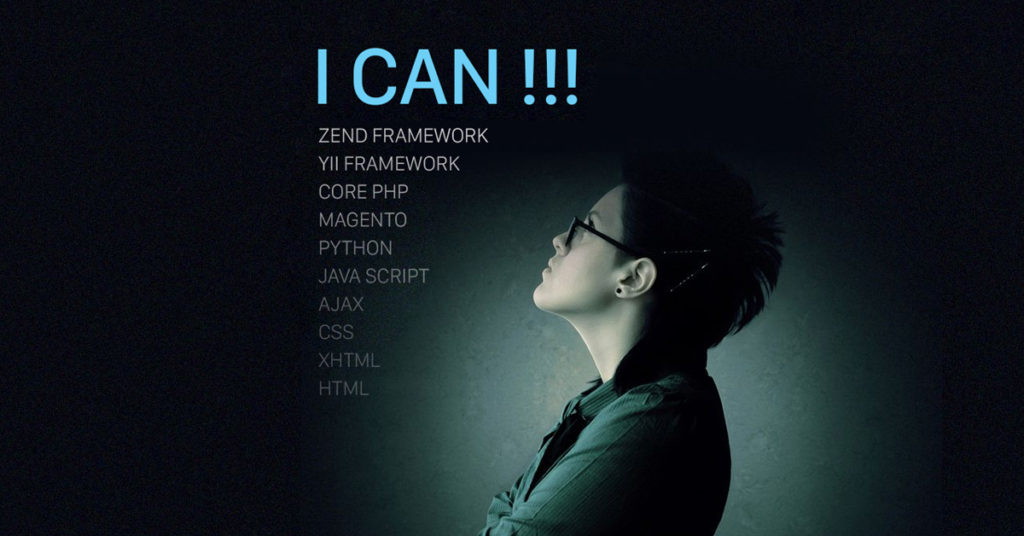 I CAN !!!
ZEND FRAMEWORK
YII FRAMEWORK
CORE PHP
MAGENTO
PYTHON
JAVA SCRIPT
AJAX
CSS
XHTML
HTML